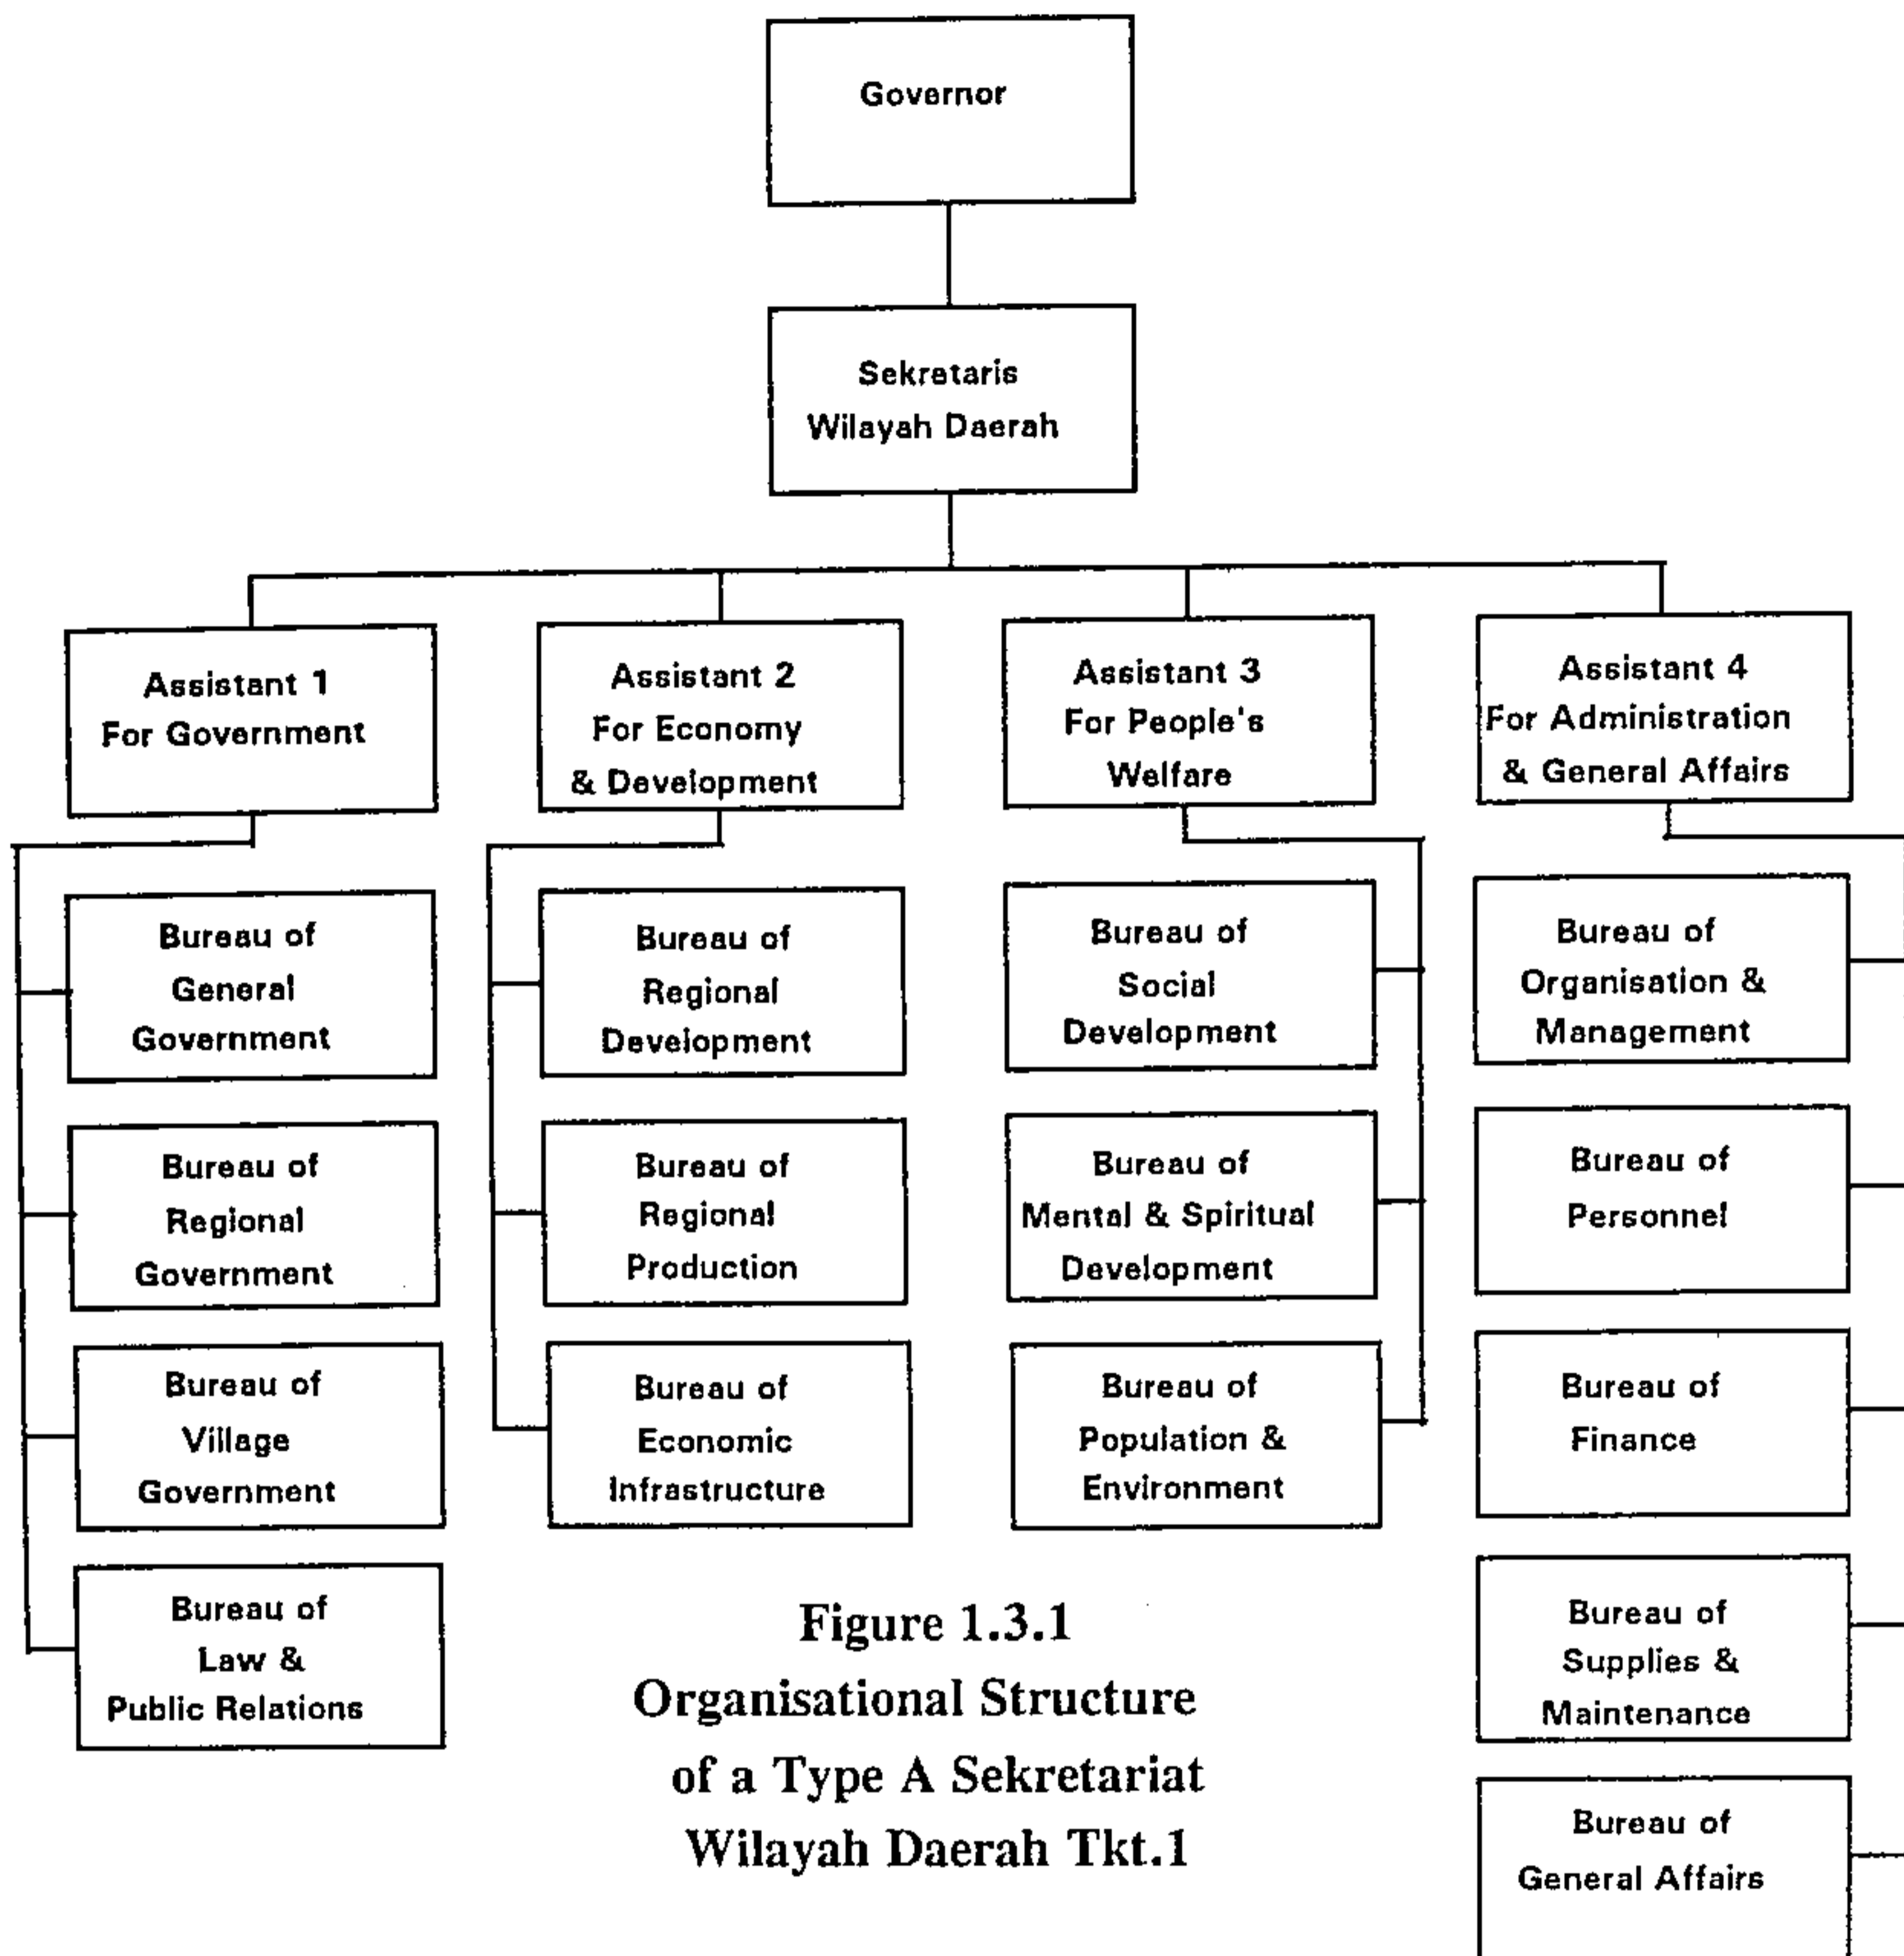 Governor
Sekretaris
Wilayah Daerah
Assistant 1
For Government
Assistant 2
For Economy
& Development
Assistant 3
For People's
Welfare
Assistant 4
For Administration
& General Affairs
Bureau of
General
Government
Bureau of
Regional
Government
Bureau of
Village
Government
Bureau of
Law &
Public Relations
Bureau of
Regional
Development
Bureau of
Regional
Production
Bureau of
Economic
Infrastructure
Bureau of
Social
Development
Bureau of
Mental & Spiritual
Development
Bureau of
Population &
Environment
Bureau of
Organisation &
Management
Bureau of
Personnel
Bureau of
Finance
Bureau of
Supplies &
Maintenance
Bureau of
General Affairs
Figure 1.3.1
Organisational Structure
of a Type A Sekretariat
Wilayah Daerah Tkt.1